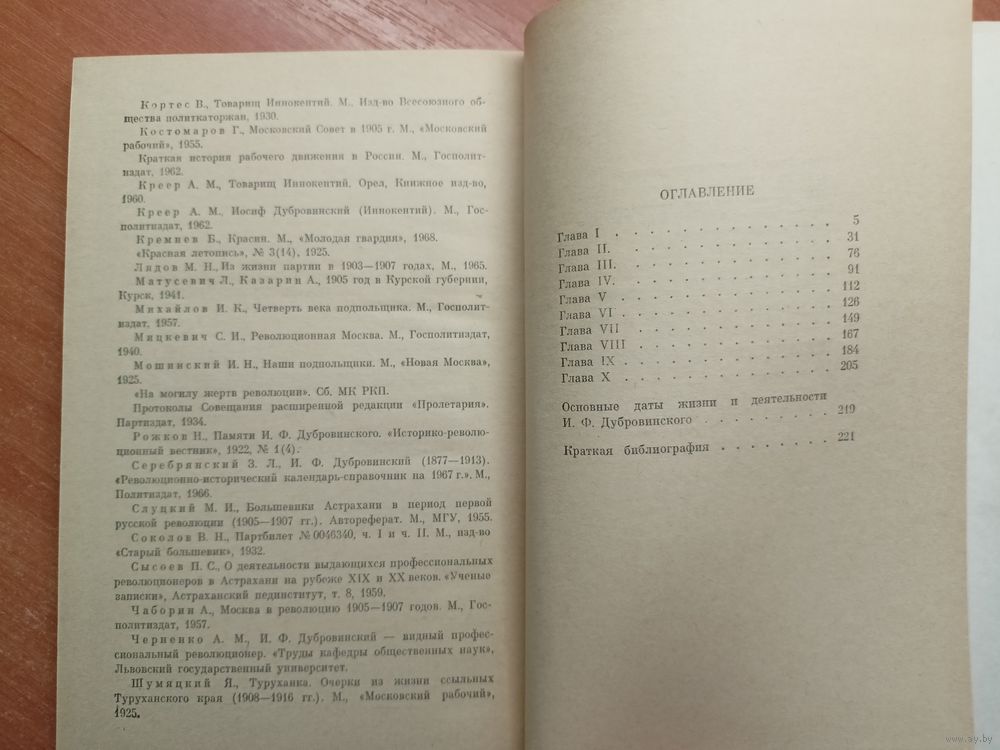 Кортес В., Товарищ Иннокентий. М., Изд-во Всесоюзного об-
щества политкаторжан, 1930.
Костомаров Г., Московский Совет в 1905 г. М., «Московский
рабочий», 1955.
Краткая история рабочего движения в России. М., Госполит-
издат, 1962.
Креер А. М., Товарищ Иннокентий. Орел, Книжное изд-во,
1960.
Креер А. М., Иосиф Дубровинский (Иннокентий). М., Гос-
политиздат, 1962.
Кремнев Б., Красин. М., «Молодая гвардия», 1968.
«Красная летопись», № 3(14), 1925.
Лядов М. Н., Из жизни партии в 1903—1907 годах, М., 1965.
Матусевич Л., Казарин А., 1905 год в Курской губернии,
Курск, 1941.
Михайлов И. К., Четверть века подпольщика. М., Госполит-
издат, 1957.
Мицкевич С. И., Революционная Москва. М., Госполитиздат,
1940.
Мошинский И. Н., Наши подпольщики. М., «Новая Москва»,
1925.
«На могилу жертв революции». Сб. МК РКП.
Протоколы Совещания расширенной редакции «Пролетария».
Партиздат, 1934.
Рожков Н., Памяти И. Ф. Дубровинского. «Историко-револю-
ционный вестник», 1922, № 1(4).
Серебрянский З. Л., И. Ф. Дубровинский (1877—1913).
«Революционно-исторический календарь-справочник на 1967 г.». М.,
Политиздат, 1966.
Слуцкий М. И., Большевики Астрахани в период первой
русской революции (1905—1907 гг.). Автореферат. М., МГУ, 1955.
Соколов В. Н., Партбилет № 0046340, ч. I и ч. II. М., изд-во
«Старый большевик», 1932.
Сысоев П. С., О деятельности выдающихся профессиональных
революционеров в Астрахани на рубеже XIX и XX веков. «Ученые
записки», Астраханский пединститут, т. 8, 1959.
Чаборин А., Москва в революцию 1905—1907 годов. М., Гос-
политиздат, 1957.
Черненко А. М., И. Ф. Дубровинский — видный профес-
сиональный революционер. «Труды кафедры общественных наук»,
Львовский государственный университет.
Шумяцкий Я., Туруханка. Очерки из жизни ссыльных
Туруханского края (1908—1916 гг.). М., «Московский рабочий»,
1925.
ОГЛАВЛЕНИЕ
Глава I . . . . . . . . . . . . 5
Глава II. . . . . . . . . . . . 31
Глава III. . . . . . . . . . . . 76
Глава IV. . . . . . . . . . . . 91
Глава V . . . . . . . . . . . . 112
Глава VI . . . . . . . . . . . . 126
Глава VII . . . . . . . . . . . . 149
Глава VIII . . . . . . . . . . . 167
Глава IX . . . . . . . . . . . . 184
Глава X . . . . . . . . . . . . 205
Основные даты жизни и деятельности
И. Ф. Дубровинского . . . . . . . . 219
Краткая библиография . . . . . . . 221
www.ay.by